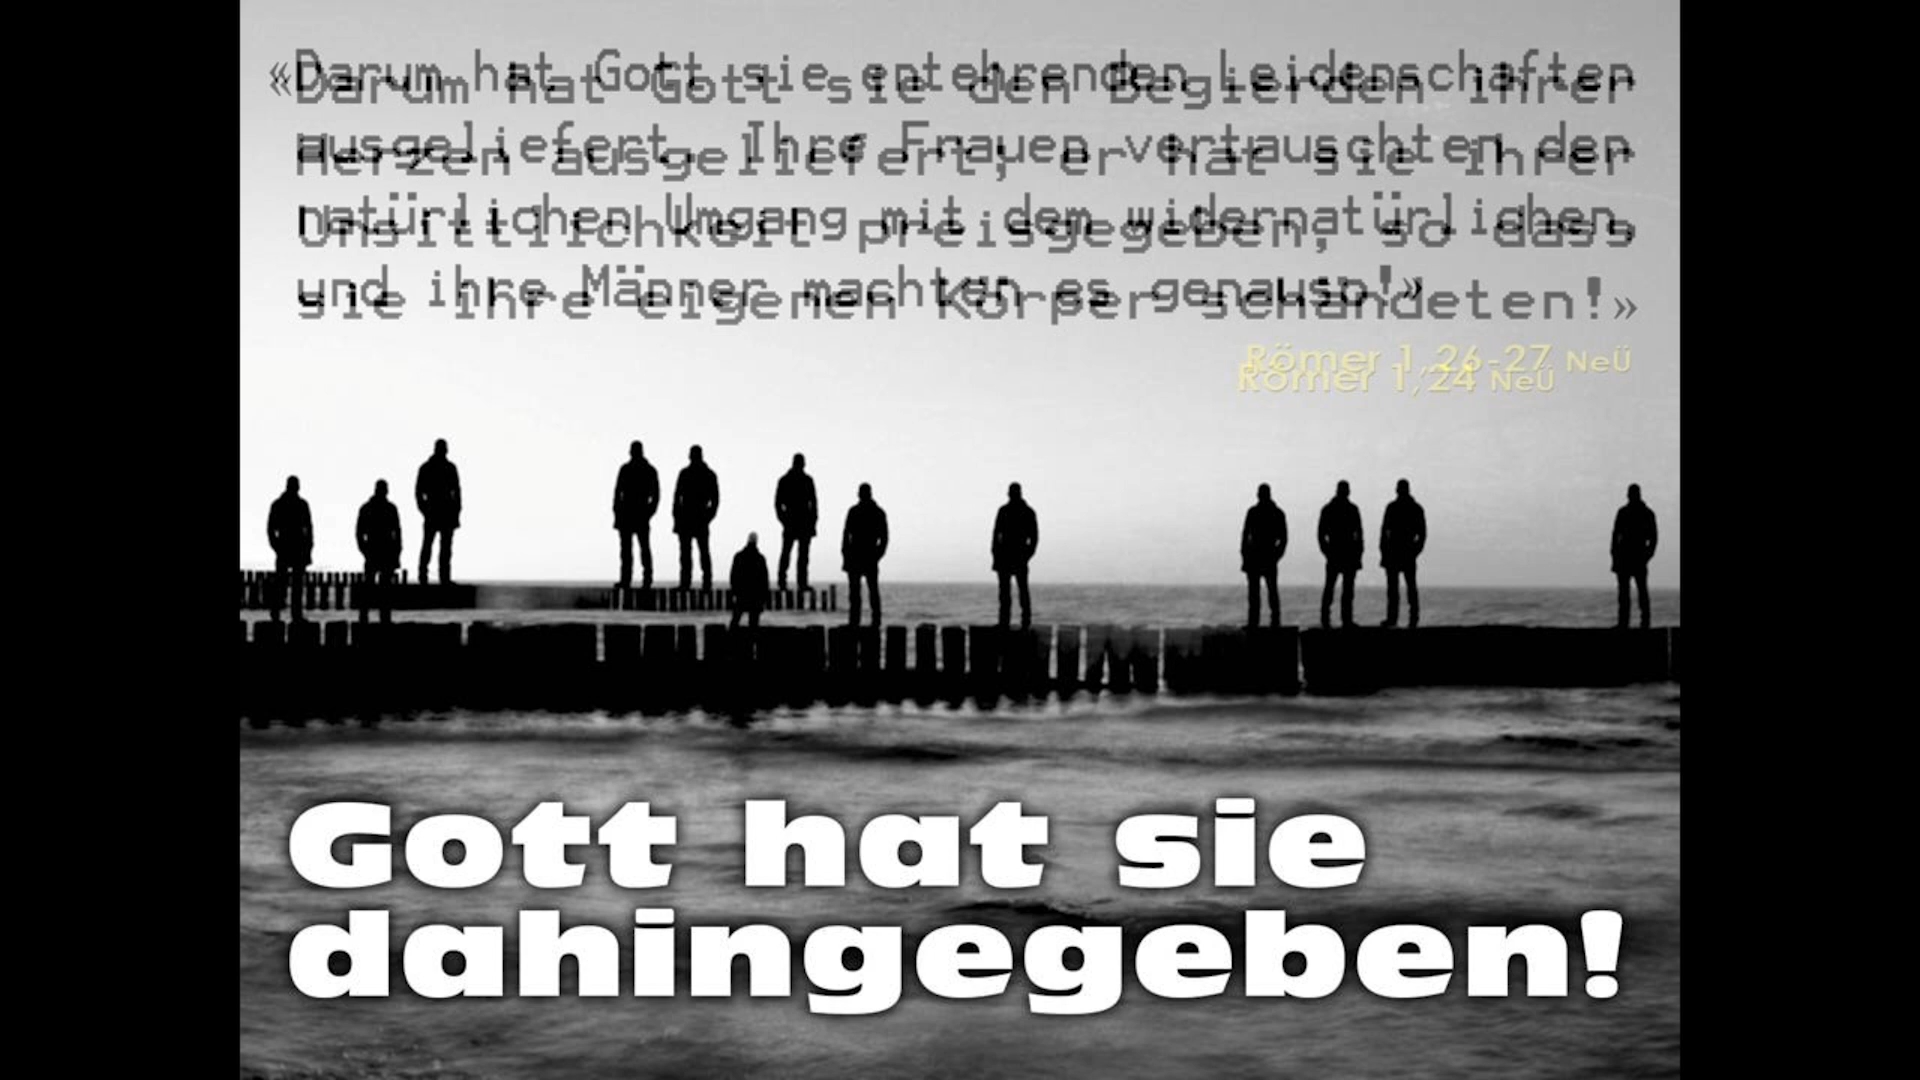 «Darum hat Gott sie entehrenden Leidenschaften
ausgeliefert. Ihre Frauen vertauschten den
natürlichen Umgang mit dem widernatürlichen,
und ihre Männer machten es genauso!»
Römer 1,26-27 NeÜ
Darum hat Gott sie den Begierden ihrer
Herzen ausgeliefert; er hat sie ihrer
Unsittlichkeit preisgegeben, so dass
sie ihre eigenen Körper schändeten!»
Römer 1,24 NeÜ
Gott hat sie
dahingegeben!